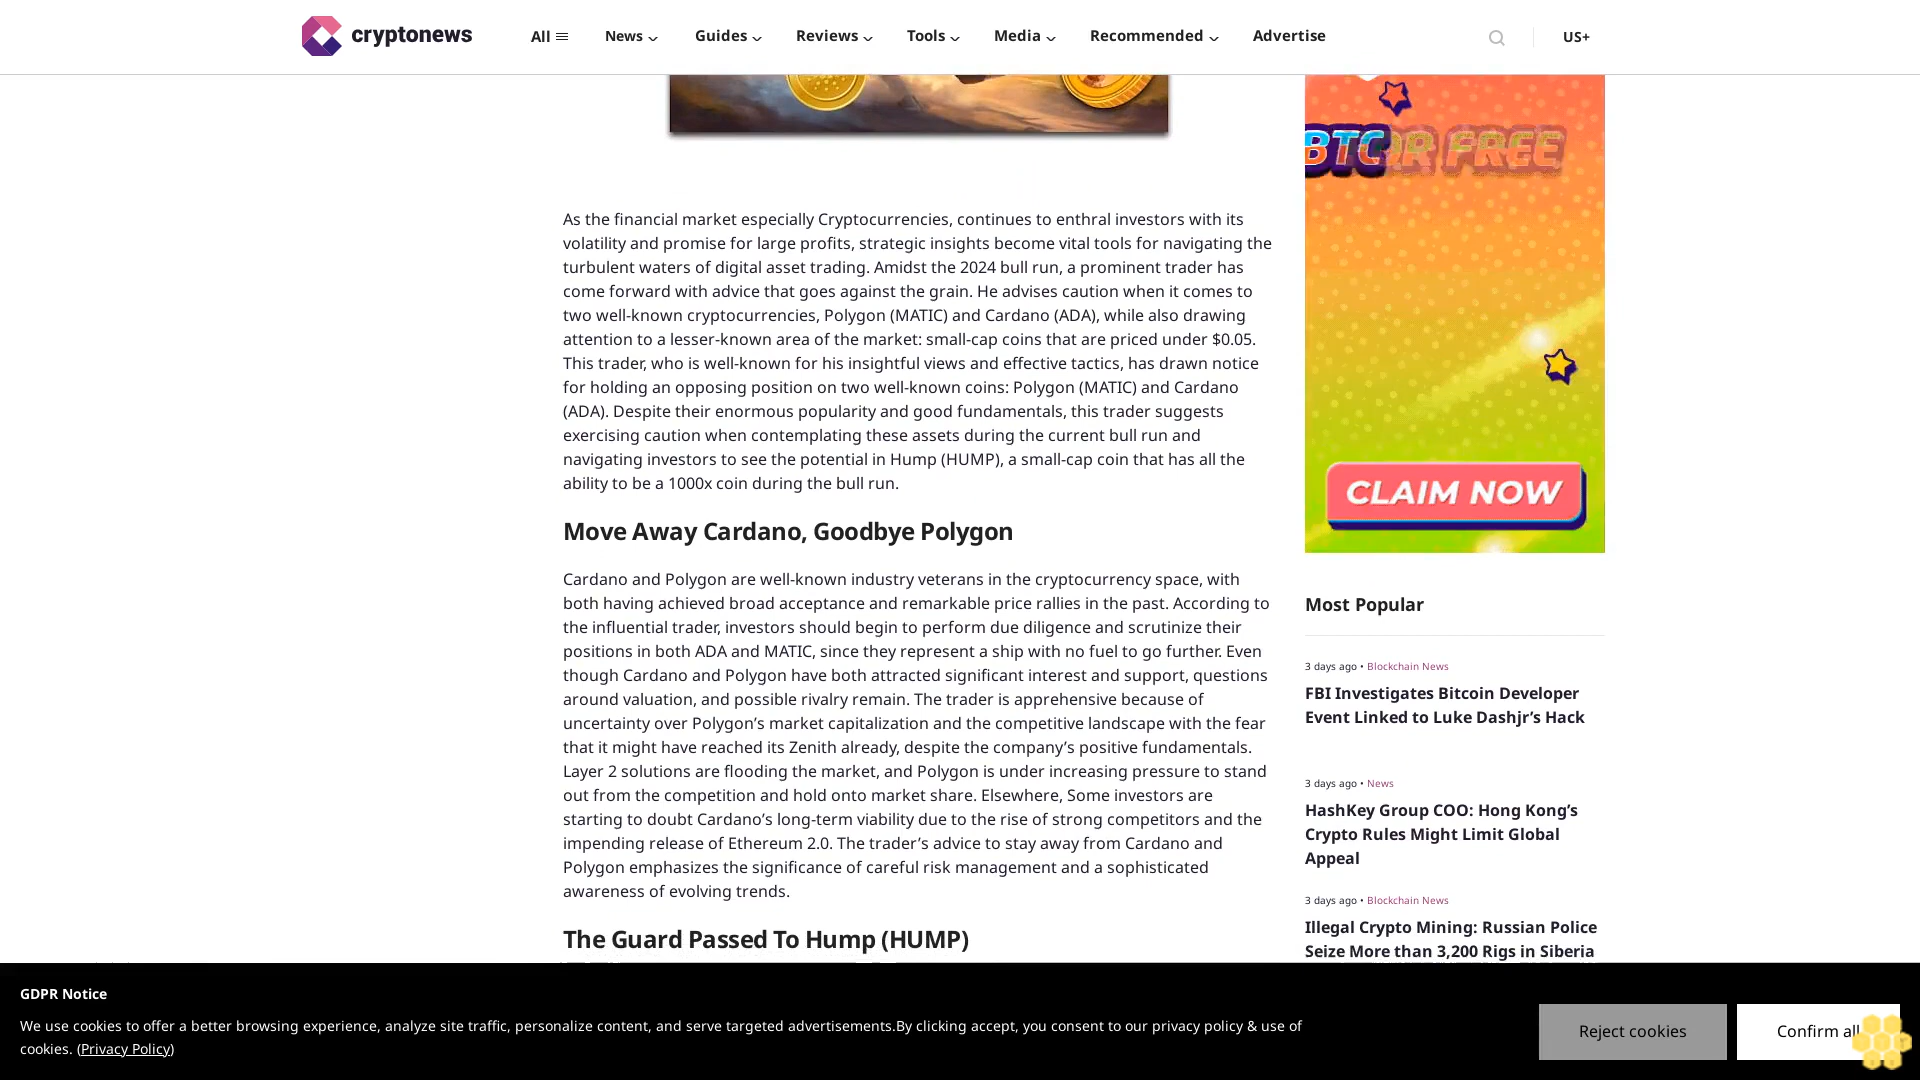 cryptonews
All
News
Guides
Reviews
Tools
Media
Recommended
Advertise
US+
As the financial market especially Cryptocurrencies, continues to enthral investors with its
volatility and promise for large profits, strategic insights become vital tools for navigating the
turbulent waters of digital asset trading. Amidst the 2024 bull run, a prominent trader has
come forward with advice that goes against the grain. He advises caution when it comes to
two well-known cryptocurrencies, Polygon (MATIC) and Cardano (ADA), while also drawing
attention to a lesser-known area of the market: small-cap coins that are priced under $0.05.
This trader, who is well-known for his insightful views and effective tactics, has drawn notice
for holding an opposing position on two well-known coins: Polygon (MATIC) and Cardano
(ADA). Despite their enormous popularity and good fundamentals, this trader suggests
exercising caution when contemplating these assets during the current bull run and
navigating investors to see the potential in Hump (HUMP), a small-cap coin that has all the
ability to be a 1000x coin during the bull run.
Move Away Cardano, Goodbye Polygon
Cardano and Polygon are well-known industry veterans in the cryptocurrency space, with
both having achieved broad acceptance and remarkable price rallies in the past. According to
the influential trader, investors should begin to perform due diligence and scrutinize their
positions in both ADA and MATIC, since they represent a ship with no fuel to go further. Even
though Cardano and Polygon have both attracted significant interest and support, questions
around valuation, and possible rivalry remain. The trader is apprehensive because of
uncertainty over Polygon’s market capitalization and the competitive landscape with the fear
that it might have reached its Zenith already, despite the company’s positive fundamentals.
Layer 2 solutions are flooding the market, and Polygon is under increasing pressure to stand
out from the competition and hold onto market share. Elsewhere, Some investors are
starting to doubt Cardano’s long-term viability due to the rise of strong competitors and the
impending release of Ethereum 2.0. The trader’s advice to stay away from Cardano and
Polygon emphasizes the significance of careful risk management and a sophisticated
awareness of evolving trends.
The Guard Passed To Hump (HUMP)
BTC
FREE
CLAIM NOW
Most Popular
3 days ago • Blockchain News
FBI Investigates Bitcoin Developer
Event Linked to Luke Dashjr’s Hack
3 days ago • News
HashKey Group COO: Hong Kong’s
Crypto Rules Might Limit Global
Appeal
3 days ago • Blockchain News
Illegal Crypto Mining: Russian Police
Seize More than 3,200 Rigs in Siberia
GDPR Notice
We use cookies to offer a better browsing experience, analyze site traffic, personalize content, and serve targeted advertisements.By clicking accept, you consent to our privacy policy & use of
cookies. (Privacy Policy)
Reject cookies
Confirm all